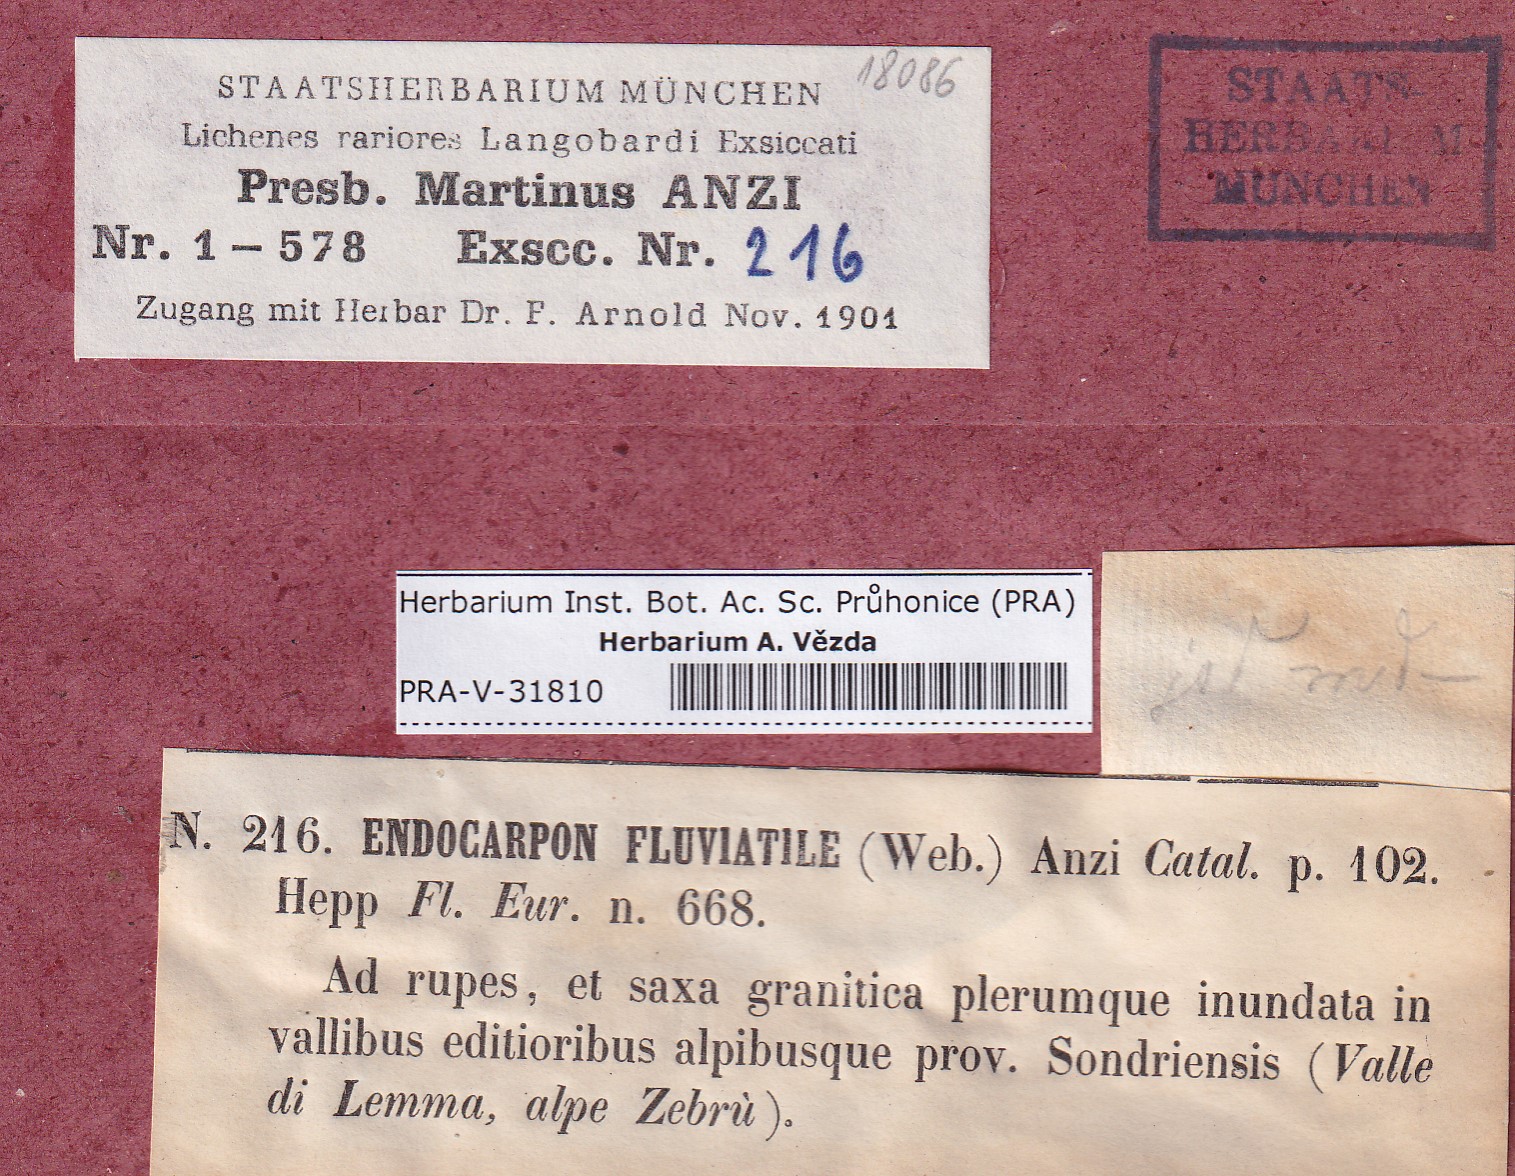 STAATSHERBARIUM MÜNCHEN 18086
Lichenes rariores Langobardi Exsiccati
Presb. Martinus ANZI
Nr. 1 – 578 Exscc. Nr. 216
Zugang mit Herbar Dr. F. Arnold Nov. 1901
STAATS-
HERBARIUM
MÜNCHEN
Herbarium Inst. Bot. Ac. Sc. Průhonice (PRA)
Herbarium A. Vězda
PRA-V-31810
N. 216. ENDOCARPON FLUVIATILE (Web.) Anzi Catal. p. 102.
Hepp Fl. Eur. n. 668.
Ad rupes, et saxa granitica plerumque inundata in
vallibus editioribus alpibusque prov. Sondriensis (Valle
di Lemma, alpe Zebrù).